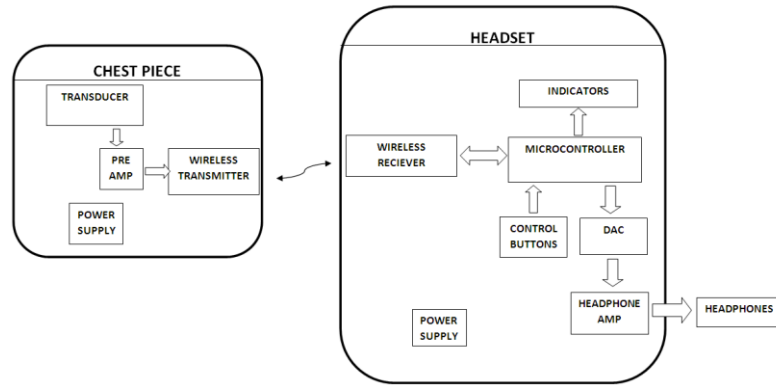 CHEST PIECE
TRANSDUCER
PRE
AMP
WIRELESS
TRANSMITTER
POWER
SUPPLY
HEADSET
INDICATORS
WIRELESS
RECIEVER
MICROCONTROLLER
CONTROL
BUTTONS
DAC
HEADPHONE
AMP
HEADPHONES
POWER
SUPPLY